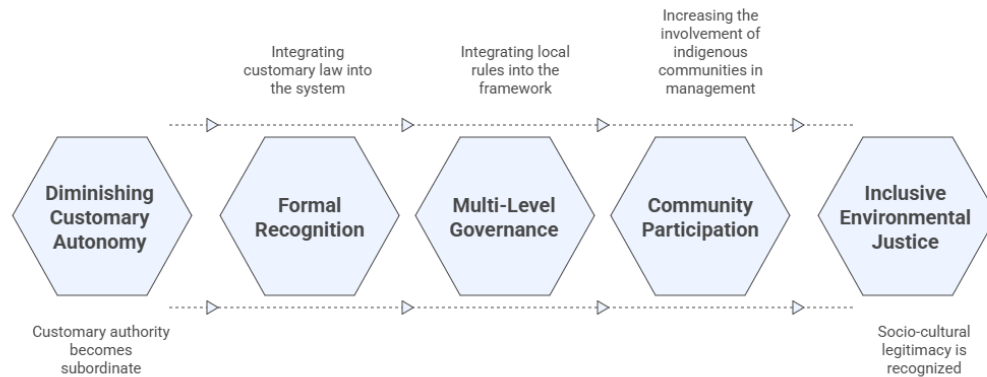 Increasing the
involvement of
indigenous
communities in
management
Integrating
customary law into
the system
Integrating local
rules into the
framework
Diminishing
Customary
Autonomy
Formal
Recognition
Multi-Level
Governance
Community
Participation
Inclusive
Environmental
Justice
Customary authority
becomes
subordinate
Socio-cultural
legitimacy is
recognized